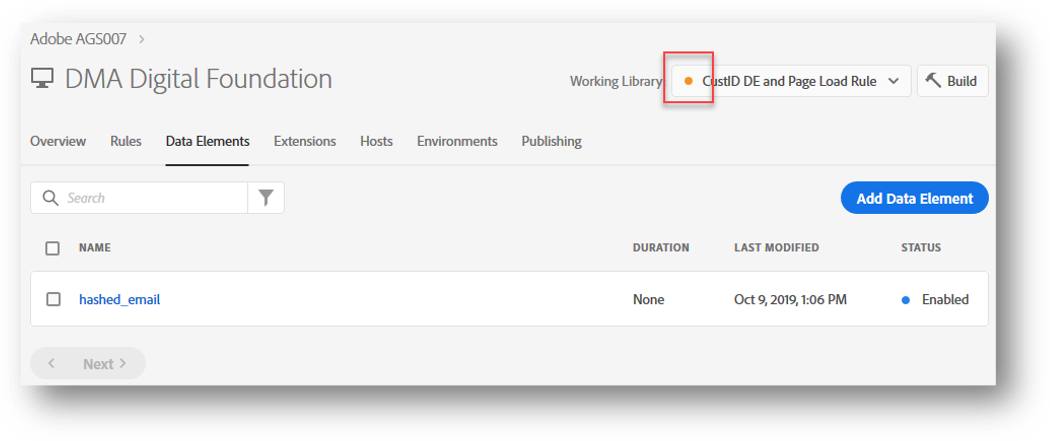 Adobe AGS007 >
DMA Digital Foundation
Working Library CustID DE and Page Load Rule Build
Overview Rules Data Elements Extensions Hosts Environments Publishing
Search Add Data Element
NAME DURATION LAST MODIFIED STATUS
hashed_email None Oct 9, 2019, 1:06 PM Enabled
< Next >